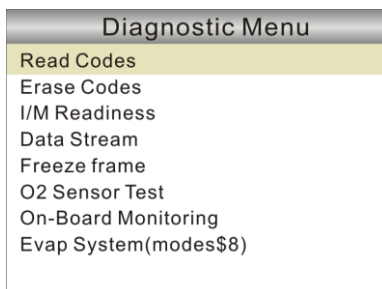 Diagnostic Menu
Read Codes
Erase Codes
I/M Readiness
Data Stream
Freeze frame
O2 Sensor Test
On-Board Monitoring
Evap System(modes$8)